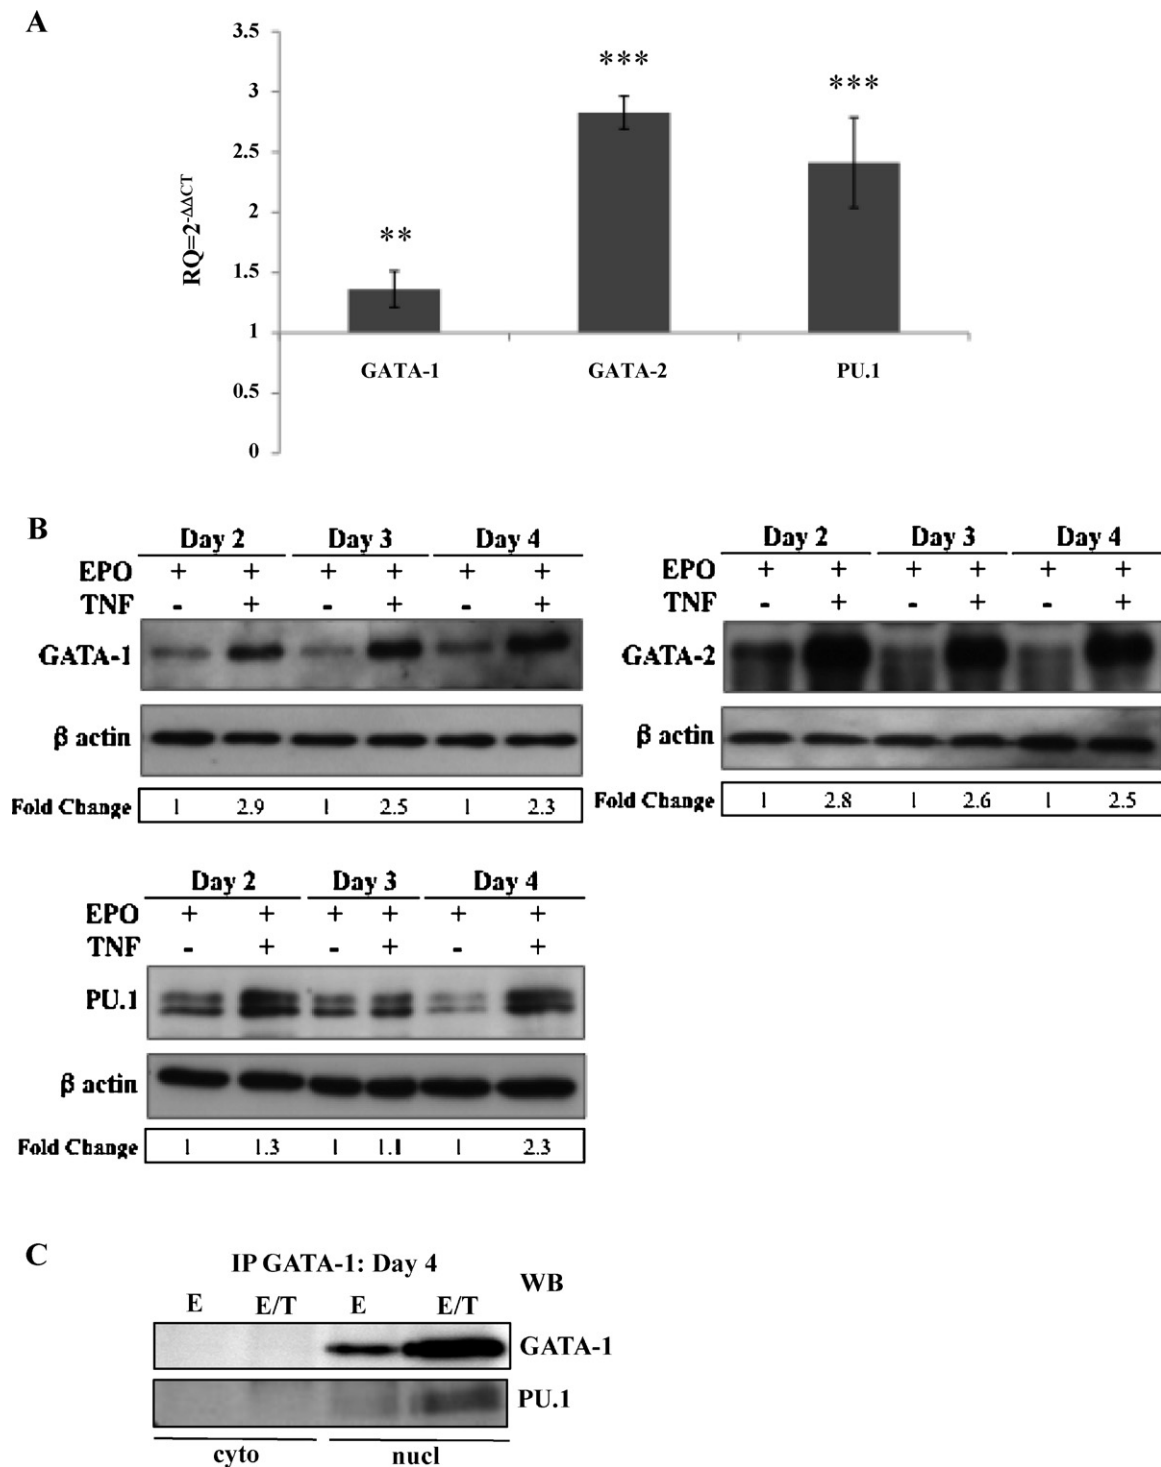 A
3.5
3
2.5
2
1.5
1
0.5
0
RQ=2-ΔΔCT
**
***
***
GATA-1 GATA-2 PU.1
B
Day 2 Day 3 Day 4
EPO + + + + + +
TNF - + - + - +
GATA-1
β actin
Fold Change 1 2.9 1 2.5 1 2.3
Day 2 Day 3 Day 4
EPO + + + + + +
TNF - + - + - +
GATA-2
β actin
Fold Change 1 2.8 1 2.6 1 2.5
Day 2 Day 3 Day 4
EPO + + + + + +
TNF - + - + - +
PU.1
β actin
Fold Change 1 1.3 1 1.1 1 2.3
C
IP GATA-1: Day 4
WB
E E/T E E/T
GATA-1
PU.1
cyto nucl